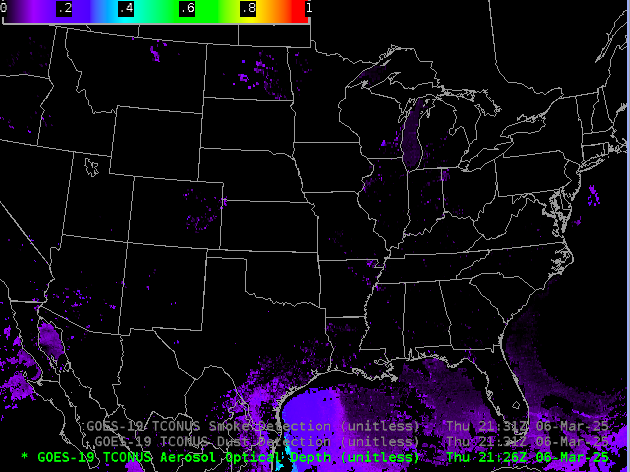 0 .2 .4 .6 .8 1
GOES-19 TCONUS Smoke Detection (unitless) Thu 21:31Z 06-Mar-25
GOES-19 TCONUS Dust Detection (unitless) Thu 21:31Z 06-Mar-25
* GOES-19 TCONUS Aerosol Optical Depth (unitless) Thu 21:26Z 06-Mar-25